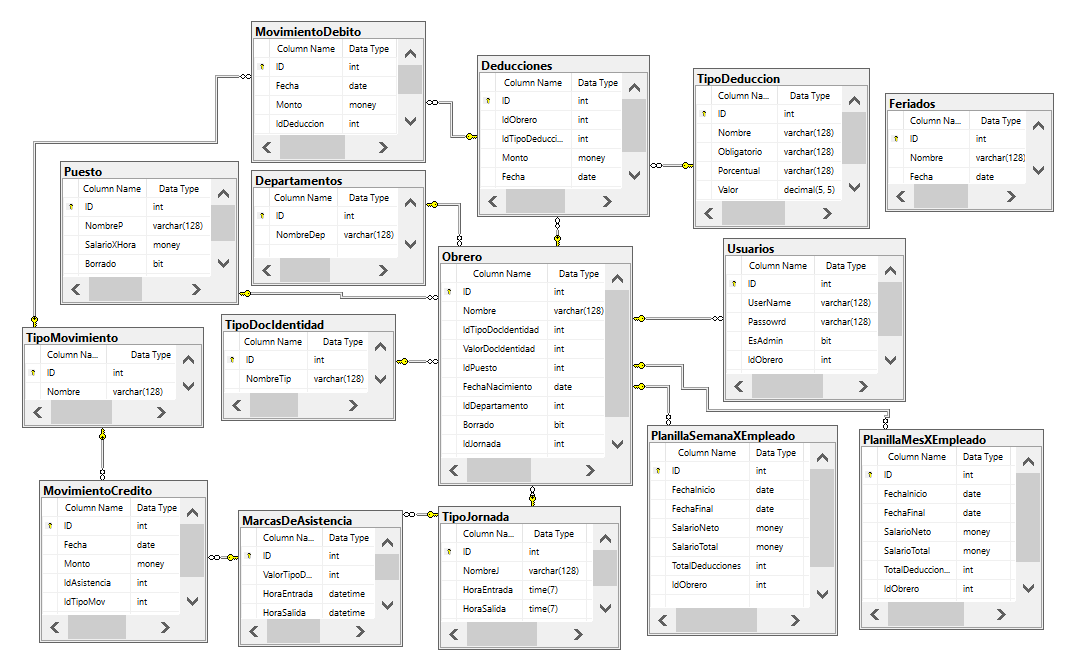 MovimientoDebito
Column Name Data Type
ID int
Fecha date
Monto money
IdDeduccion int
Deducciones
Column Name Data Type
ID int
IdObrero int
IdTipoDeducci... int
Monto money
Fecha date
TipoDeduccion
Column Na... Data Type
ID int
Nombre varchar(128)
Obligatorio varchar(128)
Porcentual varchar(128)
Valor decimal(5, 5)
Feriados
Column Na... Data Type
ID int
Nombre varchar(128)
Fecha date
Puesto
Column Name Data Type
ID int
NombreP varchar(128)
SalarioXHora money
Borrado bit
Departamentos
Column Name Data Type
ID int
NombreDep varchar(128)
Obrero
Column Name Data Type
ID int
Nombre varchar(128)
IdTipoDocIdentidad int
ValorDocIdentidad int
IdPuesto int
FechaNacimiento date
IdDepartamento int
Borrado bit
IdJornada int
Usuarios
Column Name Data Type
ID int
UserName varchar(128)
Passowrd varchar(128)
EsAdmin bit
IdObrero int
TipoMovimiento
Column Na... Data Type
ID int
Nombre varchar(128)
TipoDocIdentidad
Column Name Data Type
ID int
NombreTip varchar(128)
PlanillaSemanaXEmpleado
Column Name Data Type
ID int
FechaInicio date
FechaFinal date
SalarioNeto money
SalarioTotal money
TotalDeducciones int
IdObrero int
PlanillaMesXEmpleado
Column Name Data Type
ID int
FechaInicio date
FechaFinal date
SalarioNeto money
SalarioTotal money
TotalDeduccion... int
IdObrero int
MovimientoCredito
Column Name Data Type
ID int
Fecha date
Monto money
IdAsistencia int
IdTipoMov int
MarcasDeAsistencia
Column Na... Data Type
ID int
ValorTipoD... int
HoraEntrada datetime
HoraSalida datetime
TipoJornada
Column Name Data Type
ID int
NombreJ varchar(128)
HoraEntrada time(7)
HoraSalida time(7)